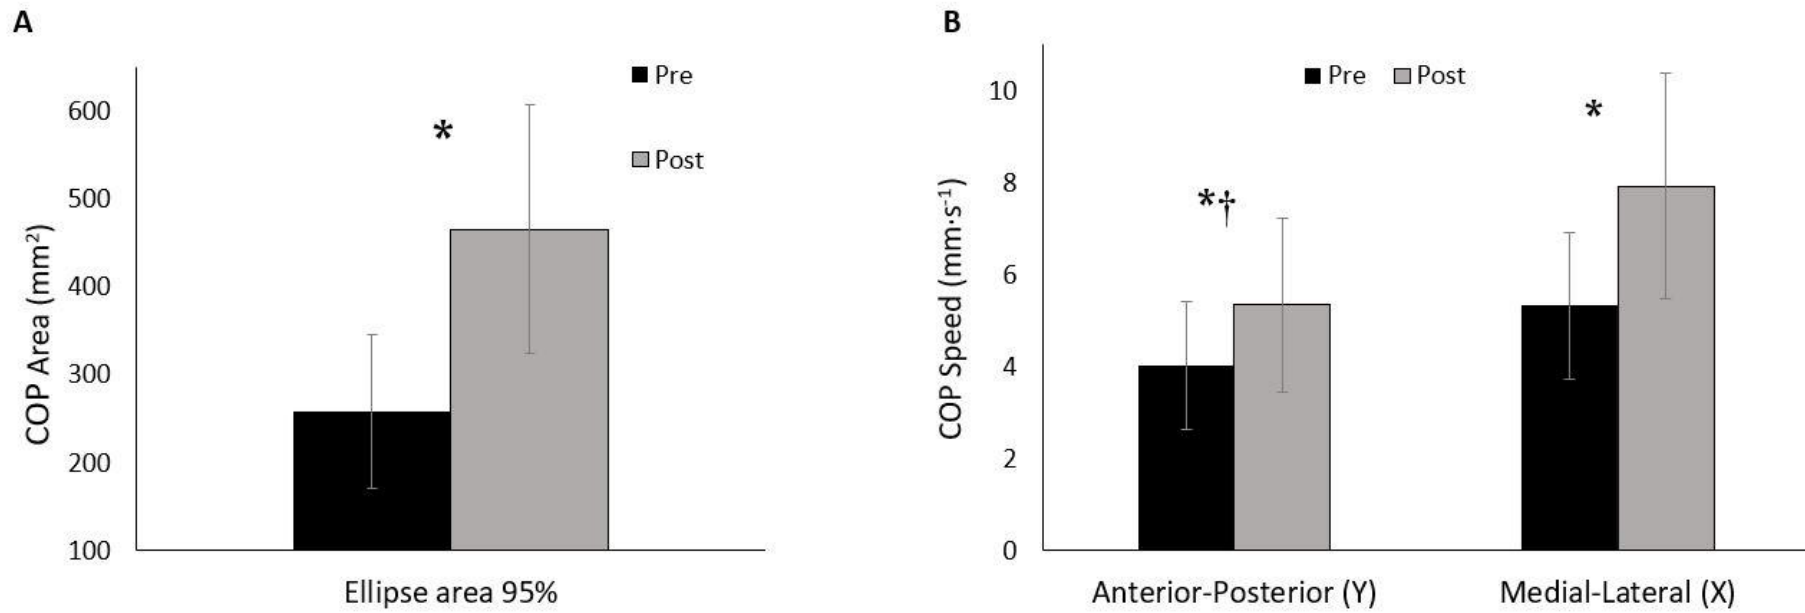 A
Pre
Post
*
600
500
400
300
200
100
COP Area (mm²)
Ellipse area 95%
B
Pre Post
*†
*
10
8
6
4
2
0
COP Speed (mm·s⁻¹)
Anterior-Posterior (Y) Medial-Lateral (X)